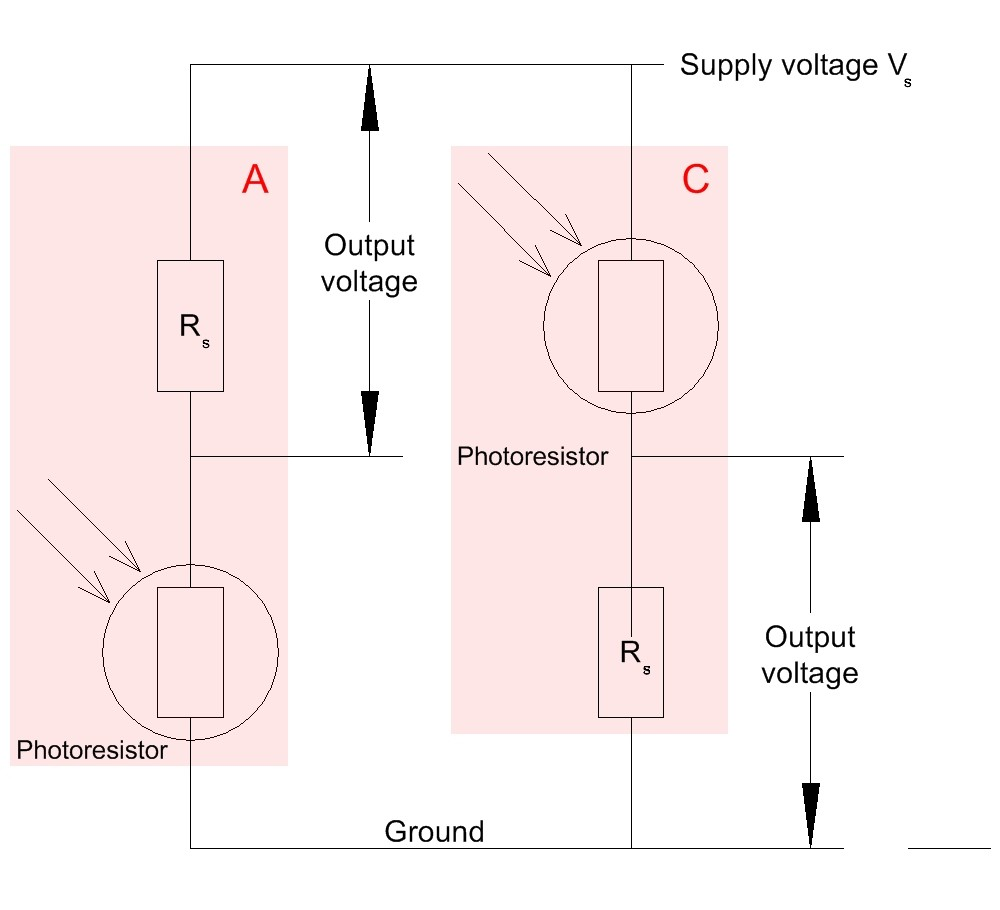 Supply voltage Vs
A
C
Output
voltage
Rs
Photoresistor
Rs
Output
voltage
Photoresistor
Ground